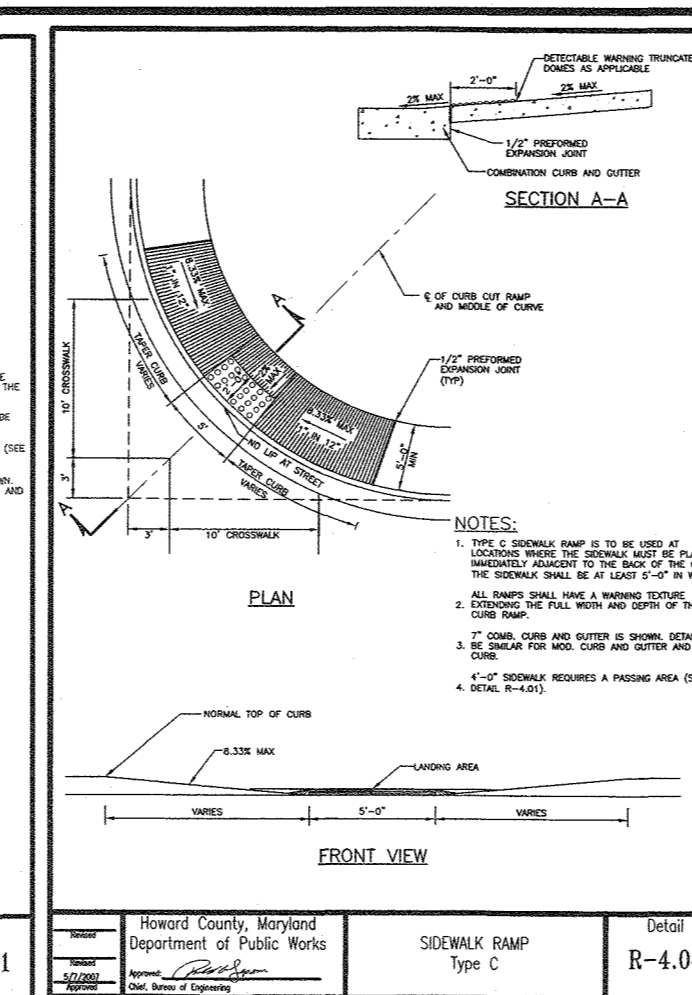 DETECTABLE WARNING TRUNCATE
DOMES AS APPLICABLE
2'-0"
2% MAX
2% MAX
1/2" PREFORMED
EXPANSION JOINT
COMBINATION CURB AND GUTTER
SECTION A-A
8.33% MAX
1" IN 12"
A
℄ OF CURB CUT RAMP
AND MIDDLE OF CURVE
1/2" PREFORMED
EXPANSION JOINT
(TYP)
10' CROSSWALK
TAPER CURB
VARIES
2'-0"
2% MAX
8.33% MAX
1" IN 12"
5'
NO LIP AT STREET
TAPER CURB
VARIES
5'-0"
MIN
3'
A
3'
10' CROSSWALK
PLAN
E
THE
BE
(SEE
WN.
AND
NOTES:
1. TYPE C SIDEWALK RAMP IS TO BE USED AT
LOCATIONS WHERE THE SIDEWALK MUST BE PLA
IMMEDIATELY ADJACENT TO THE BACK OF THE
THE SIDEWALK SHALL BE AT LEAST 5'-0" IN W
ALL RAMPS SHALL HAVE A WARNING TEXTURE
2. EXTENDING THE FULL WIDTH AND DEPTH OF TH
CURB RAMP.
7" COMB. CURB AND GUTTER IS SHOWN. DETA
3. BE SIMILAR FOR MOD. CURB AND GUTTER AND
CURB.
4'-0" SIDEWALK REQUIRES A PASSING AREA (S
4. DETAIL R-4.01).
NORMAL TOP OF CURB
8.33% MAX
LANDING AREA
VARIES
5'-0"
VARIES
FRONT VIEW
1
Revised
Revised
5/7/2007
Approved
Howard County, Maryland
Department of Public Works
Approved:
Chief, Bureau of Engineering
SIDEWALK RAMP
Type C
Detail
R-4.0